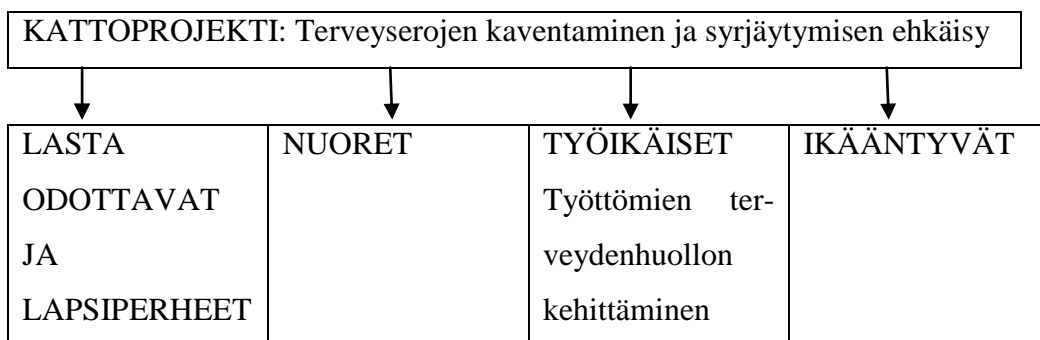 KATTOPROJEKTI: Terveyserojen kaventaminen ja syrjäytymisen ehkäisy
LASTA
ODOTTAVAT
JA
LAPSIPERHEET
NUORET
TYÖIKÄISET
Työttömien ter-
veydenhuollon
kehittäminen
IKÄÄNTYVÄT